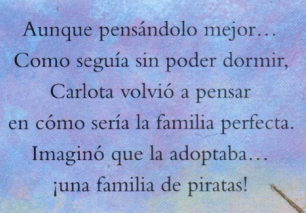 Aunque pensándolo mejor…
Como seguía sin poder dormir,
Carlota volvió a pensar
en cómo sería la familia perfecta.
Imaginó que la adoptaba…
¡una familia de piratas!